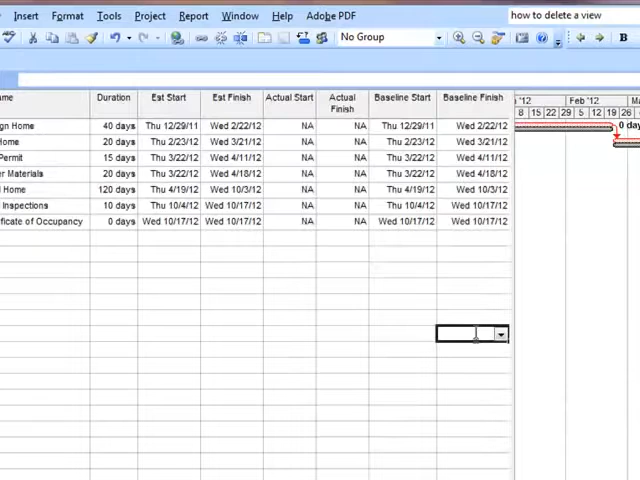 Insert Format Tools Project Report Window Help Adobe PDF how to delete a view
No Group
ame Duration Est Start Est Finish Actual Start Actual Finish Baseline Start Baseline Finish '12 Feb '12 Ma
8 15 22 29 5 12 19 26
ign Home 40 days Thu 12/29/11 Wed 2/22/12 NA NA Thu 12/29/11 Wed 2/22/12 0 day
Home 20 days Thu 2/23/12 Wed 3/21/12 NA NA Thu 2/23/12 Wed 3/21/12
Permit 15 days Thu 3/22/12 Wed 4/11/12 NA NA Thu 3/22/12 Wed 4/11/12
r Materials 20 days Thu 3/22/12 Wed 4/18/12 NA NA Thu 3/22/12 Wed 4/18/12
Home 120 days Thu 4/19/12 Wed 10/3/12 NA NA Thu 4/19/12 Wed 10/3/12
Inspections 10 days Thu 10/4/12 Wed 10/17/12 NA NA Thu 10/4/12 Wed 10/17/12
ificate of Occupancy 0 days Wed 10/17/12 Wed 10/17/12 NA NA Wed 10/17/12 Wed 10/17/12